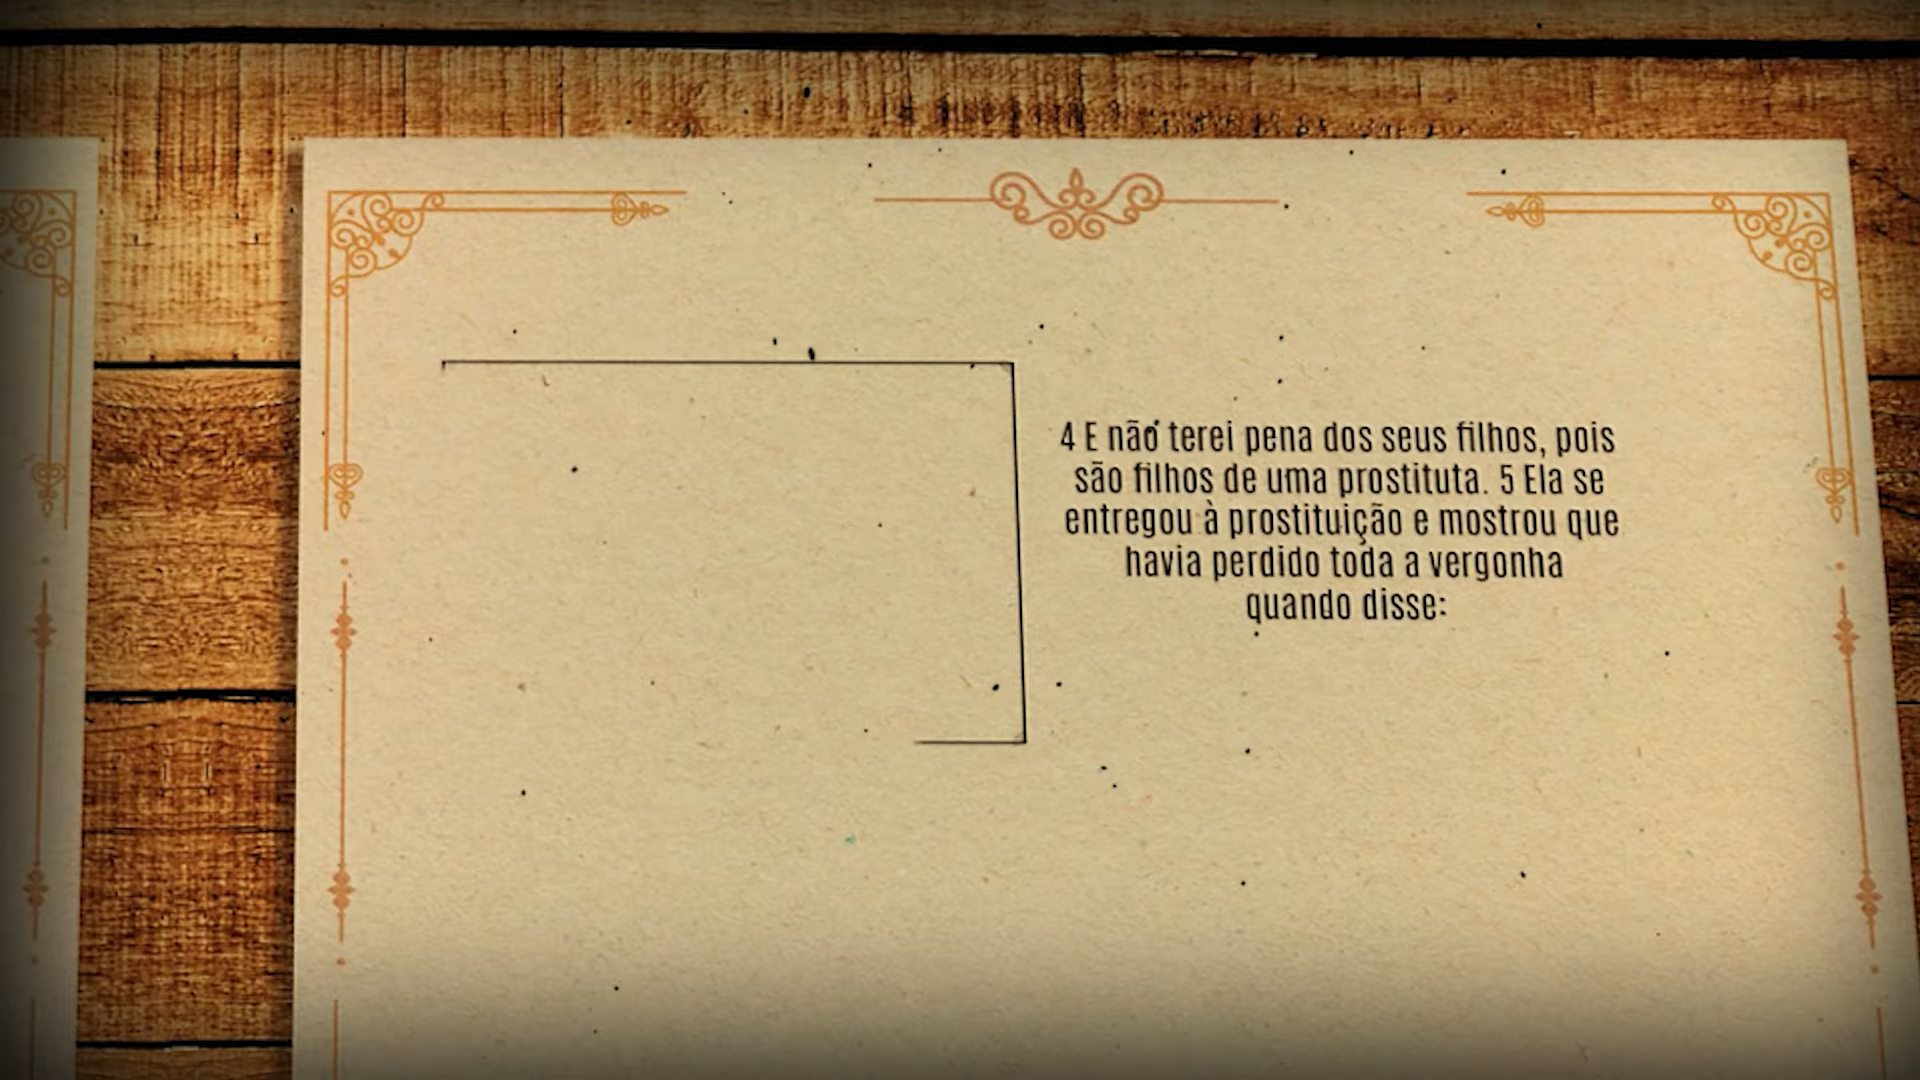 4 E não terei pena dos seus filhos, pois
são filhos de uma prostituta. 5 Ela se
entregou à prostituição e mostrou que
havia perdido toda a vergonha
quando disse: